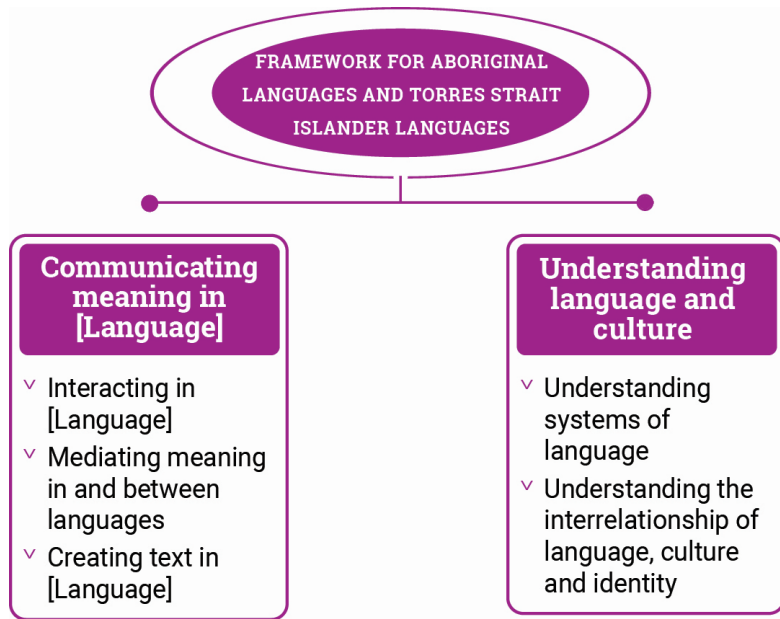 FRAMEWORK FOR ABORIGINAL
LANGUAGES AND TORRES STRAIT
ISLANDER LANGUAGES
Communicating
meaning in
[Language]
Interacting in
[Language]
Mediating meaning
in and between
languages
Creating text in
[Language]
Understanding
language and
culture
Understanding
systems of
language
Understanding the
interrelationship of
language, culture
and identity